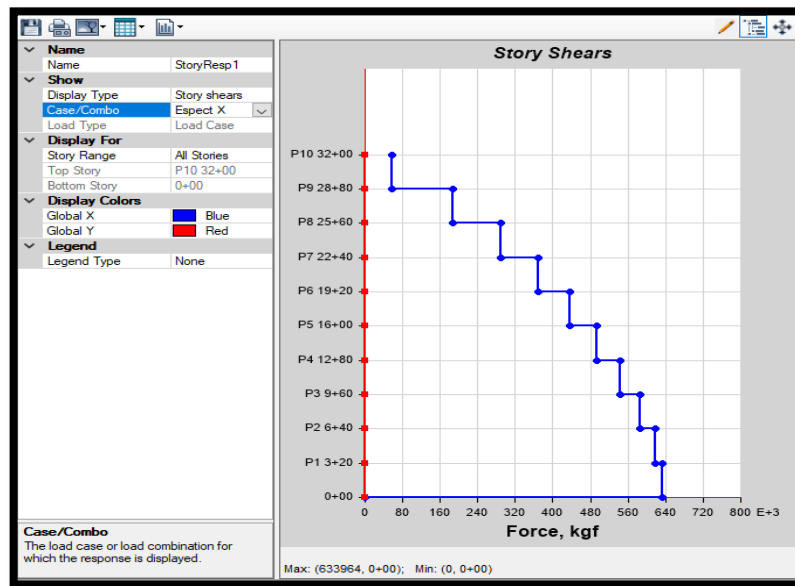 Name
Name StoryResp1
Show
Display Type Story shears
Case/Combo Espect X
Load Type Load Case
Display For
Story Range All Stories
Top Story P10 32+00
Bottom Story 0+00
Display Colors
Global X Blue
Global Y Red
Legend
Legend Type None
Case/Combo
The load case or load combination for
which the response is displayed.
Story Shears
P10 32+00
P9 28+80
P8 25+60
P7 22+40
P6 19+20
P5 16+00
P4 12+80
P3 9+60
P2 6+40
P1 3+20
0+00
0 80 160 240 320 400 480 560 640 720 800 E+3
Force, kgf
Max: (633964, 0+00); Min: (0, 0+00)